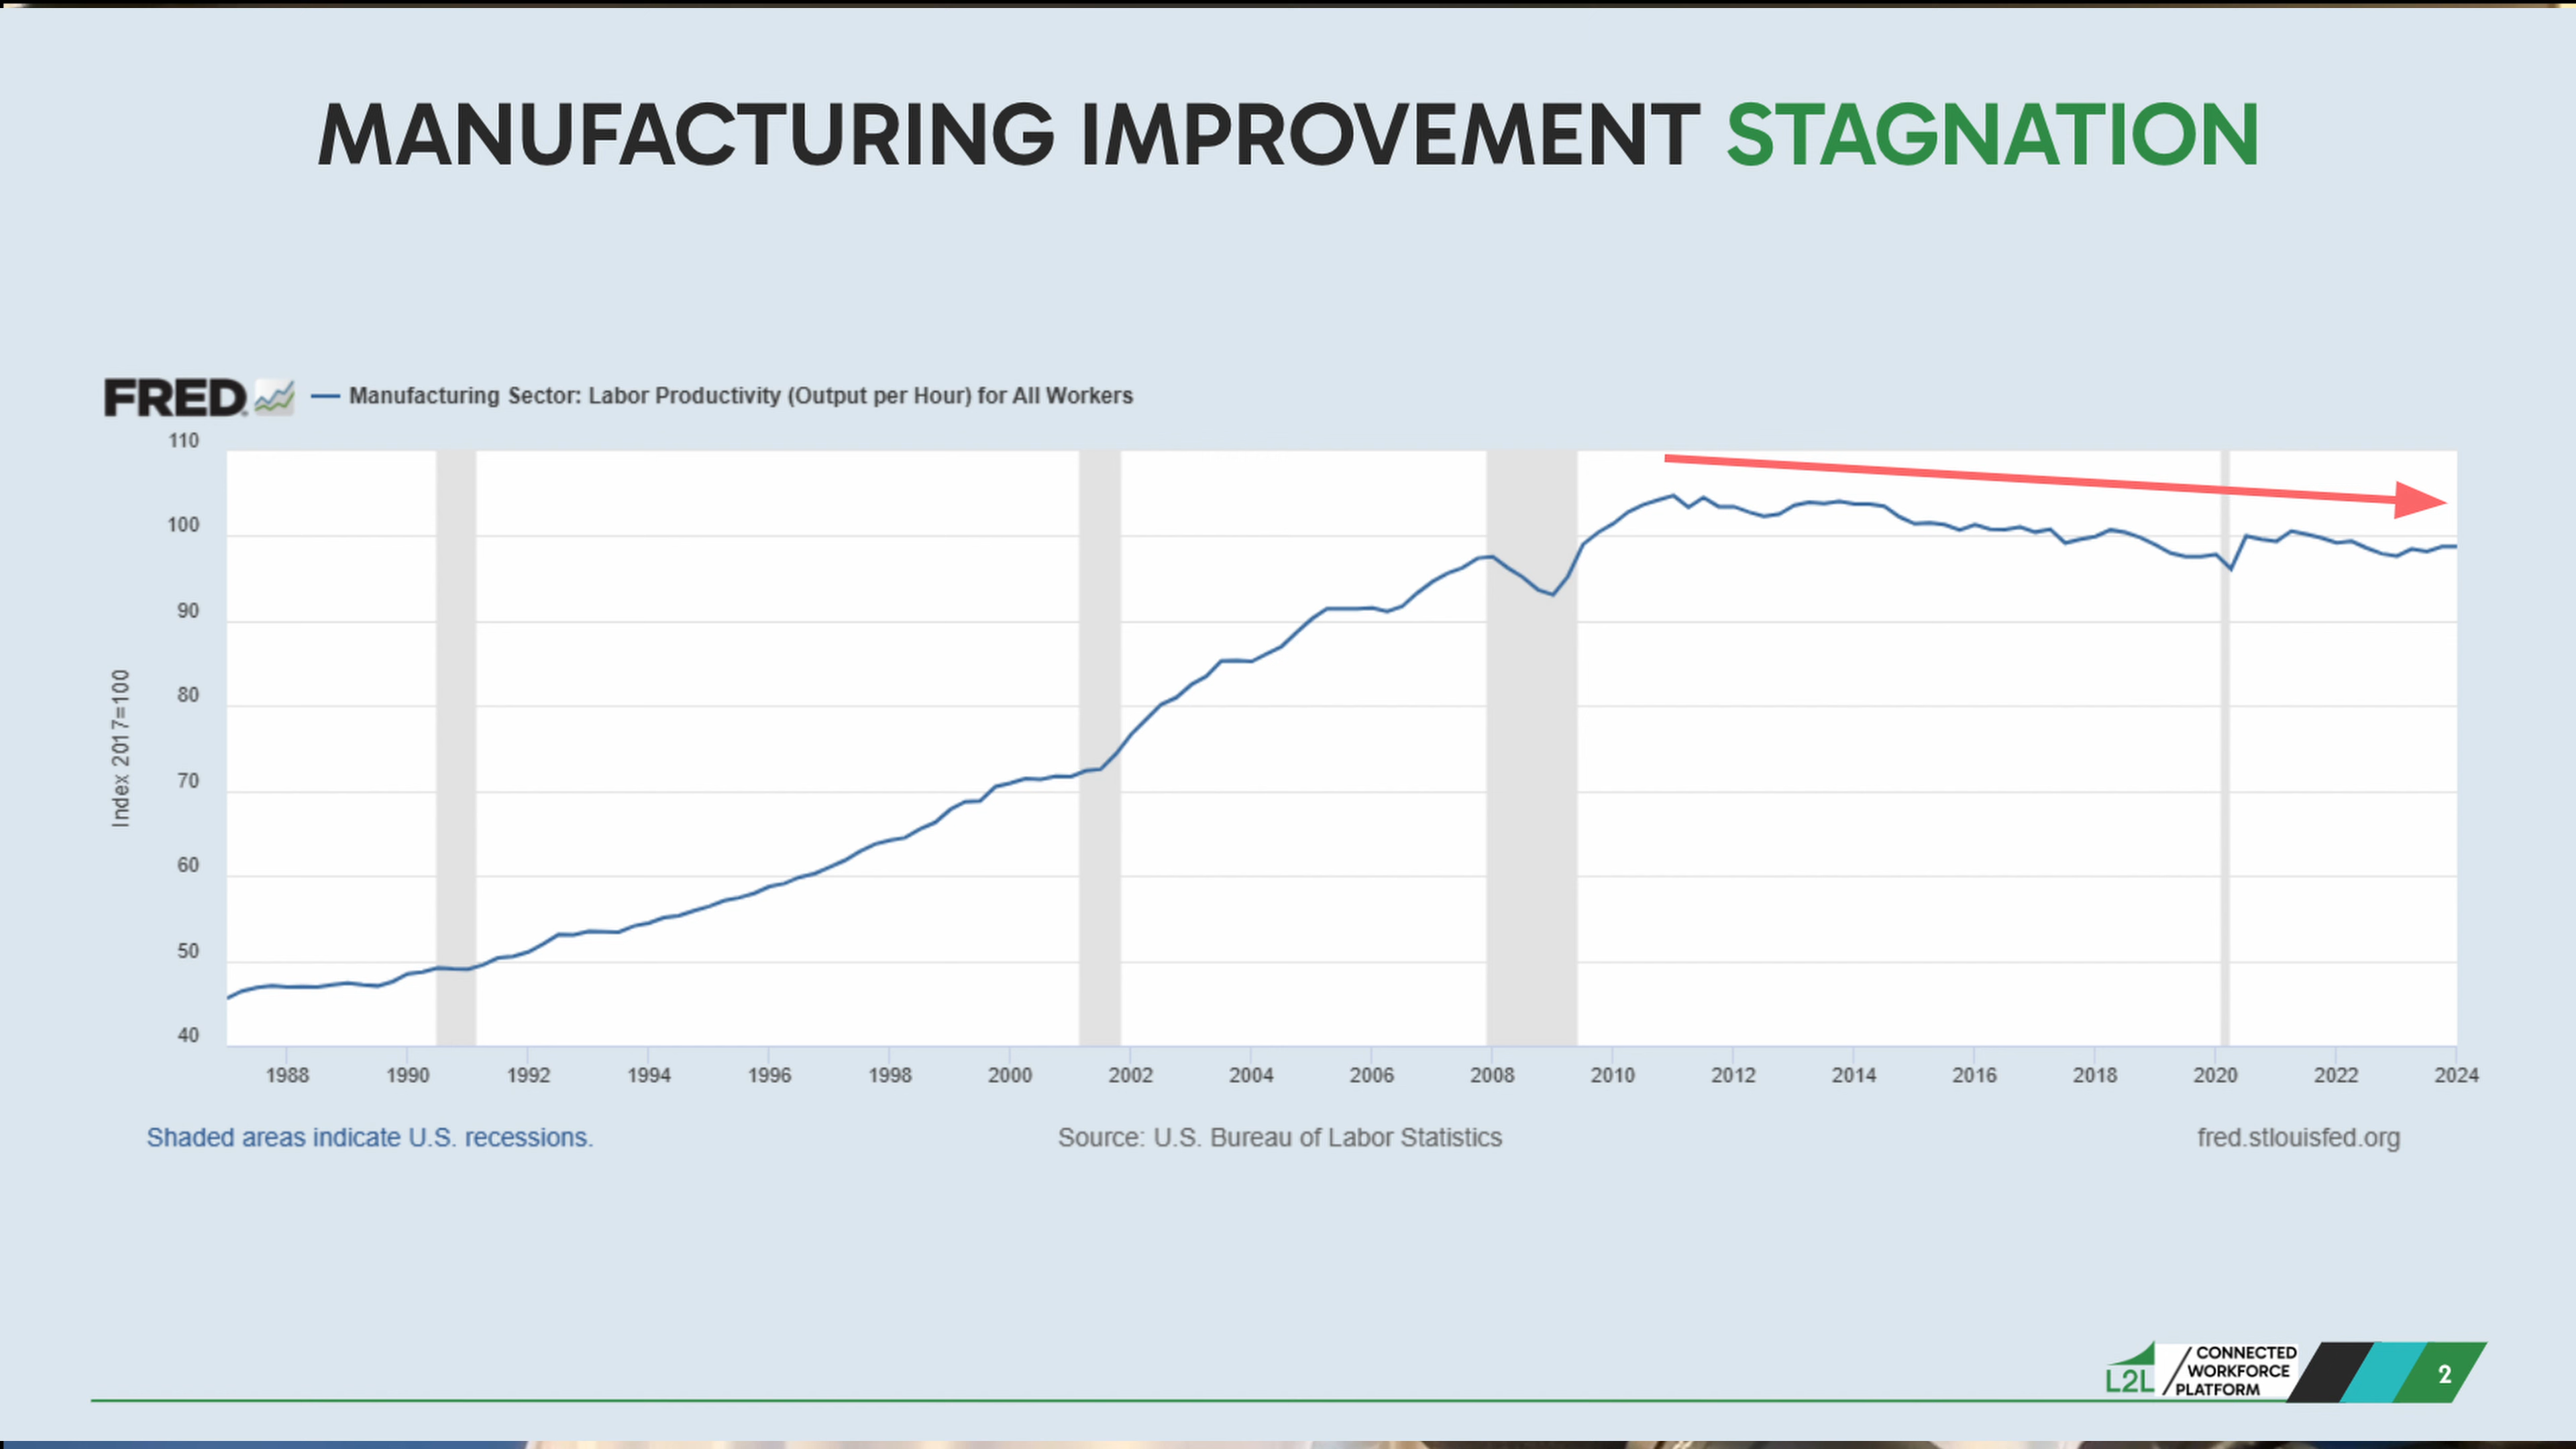 MANUFACTURING IMPROVEMENT STAGNATION
FRED
Manufacturing Sector: Labor Productivity (Output per Hour) for All Workers
110
100
90
80
70
60
50
40
Index 2017=100
1988 1990 1992 1994 1996 1998 2000 2002 2004 2006 2008 2010 2012 2014 2016 2018 2020 2022 2024
Shaded areas indicate U.S. recessions.
Source: U.S. Bureau of Labor Statistics
fred.stlouisfed.org
L2L
CONNECTED
WORKFORCE
PLATFORM
2